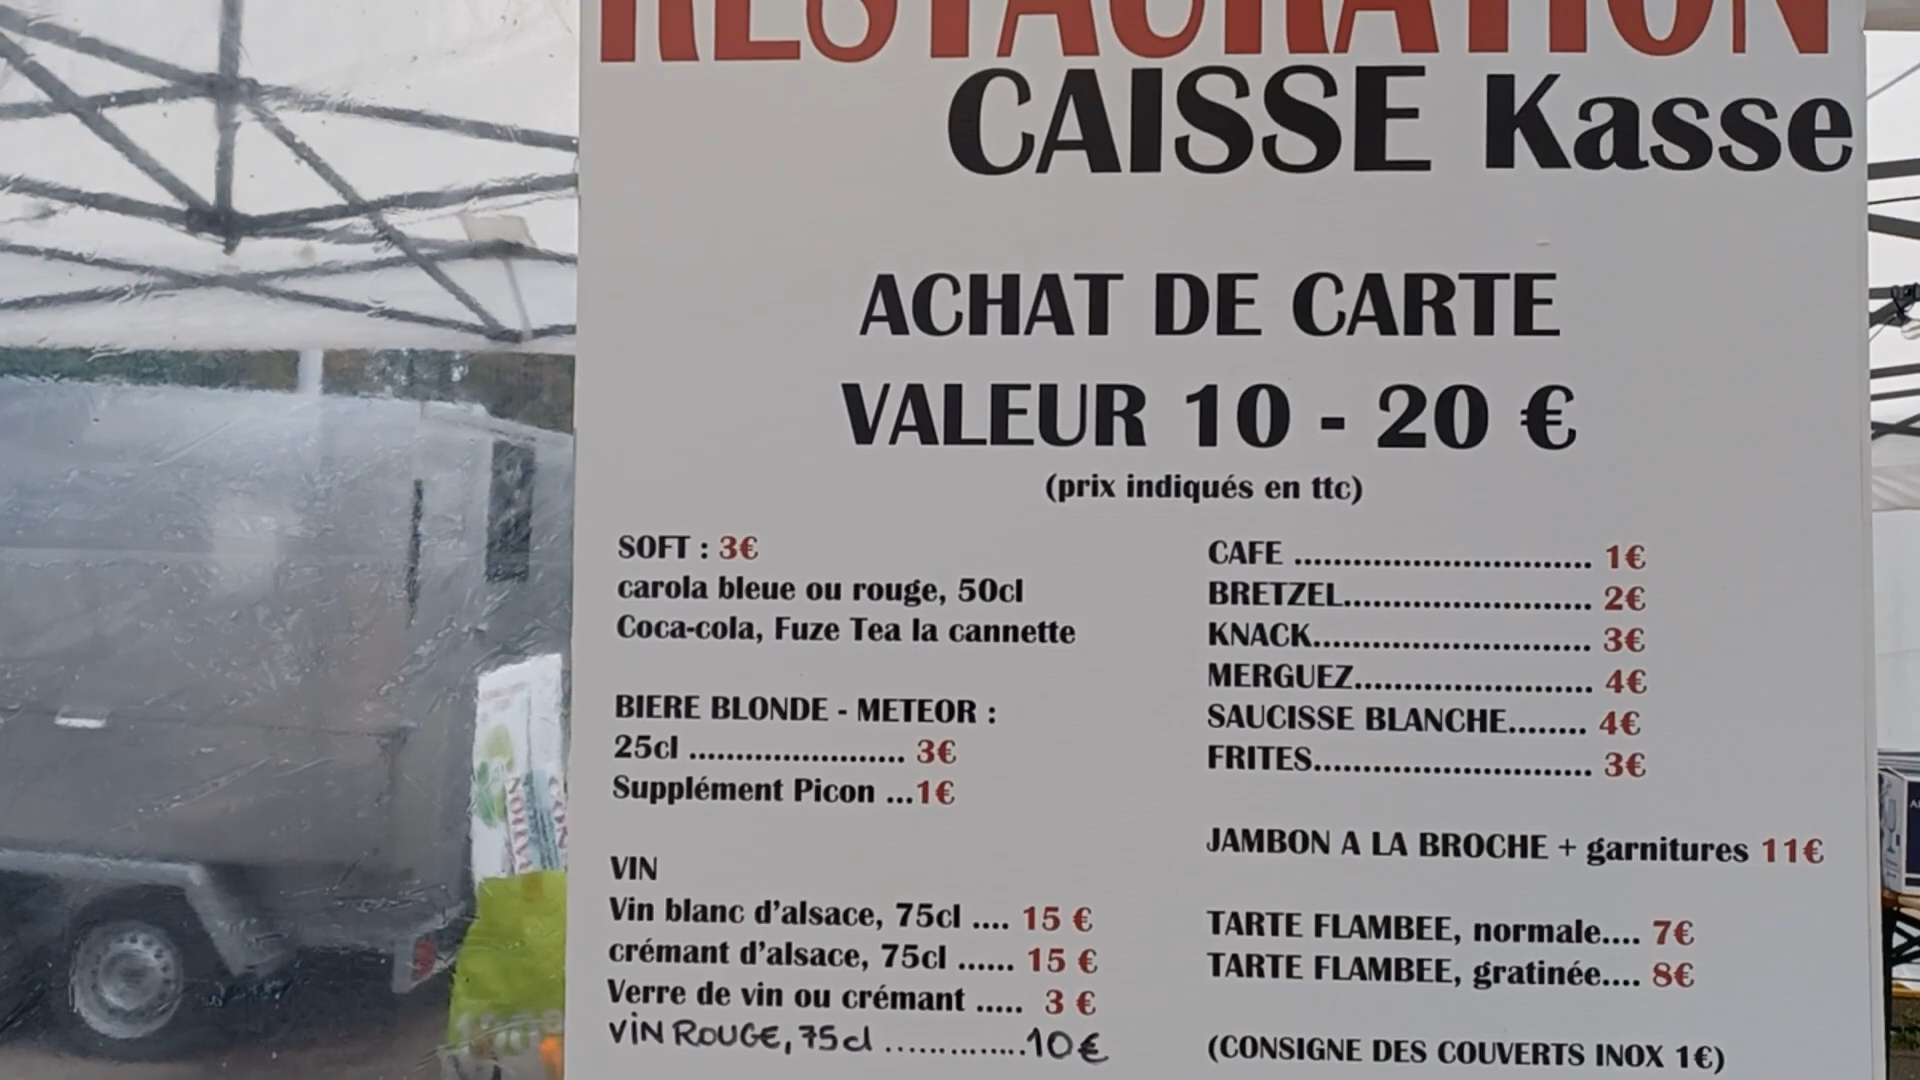 RESTAURATION
CAISSE Kasse
ACHAT DE CARTE
VALEUR 10 - 20 €
(prix indiqués en ttc)
SOFT : 3€
carola bleue ou rouge, 50cl
Coca-cola, Fuze Tea la cannette
BIERE BLONDE - METEOR :
25cl ...................... 3€
Supplément Picon ...1€
VIN
Vin blanc d'alsace, 75cl .... 15 €
crémant d'alsace, 75cl ...... 15 €
Verre de vin ou crémant ..... 3 €
VIN ROUGE, 75cl ..............10€
CAFE ................................ 1€
BRETZEL........................... 2€
KNACK.............................. 3€
MERGUEZ.......................... 4€
SAUCISSE BLANCHE........ 4€
FRITES.............................. 3€
JAMBON A LA BROCHE + garnitures 11€
TARTE FLAMBEE, normale.... 7€
TARTE FLAMBEE, gratinée.... 8€
(CONSIGNE DES COUVERTS INOX 1€)